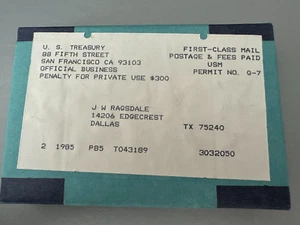 U. S. TREASURY
88 FIFTH STREET
SAN FRANCISCO CA 93103
OFFICIAL BUSINESS
PENALTY FOR PRIVATE USE $300
FIRST-CLASS MAIL
POSTAGE & FEES PAID
USM
PERMIT NO. G-7
J W RAGSDALE
14206 EDGECREST
DALLAS TX 75240
2 1985 P85 T043189 3032050